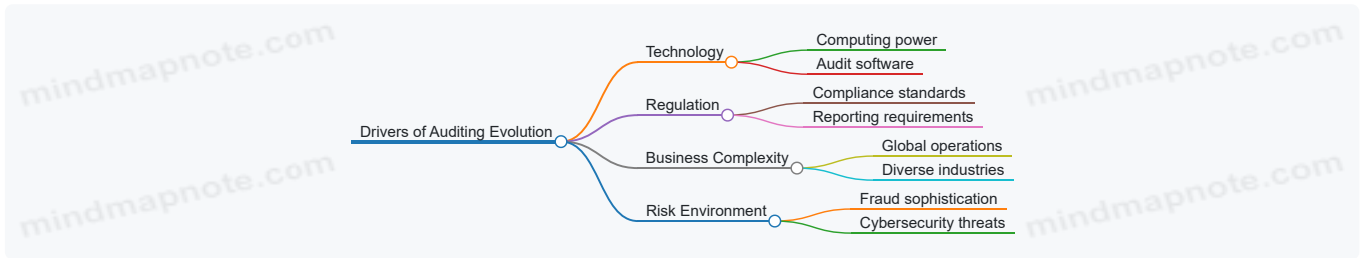 mindmapnote.com
mindmapnote.com
Drivers of Auditing Evolution
Technology
Computing power
Audit software
Regulation
Compliance standards
Reporting requirements
Business Complexity
Global operations
Diverse industries
Risk Environment
Fraud sophistication
Cybersecurity threats
mindmapnote.com
mindmapnote.com